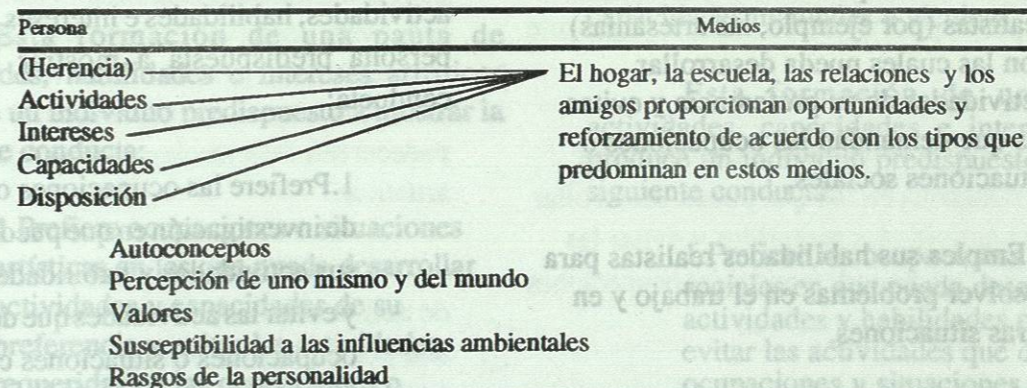 Persona Medios
(Herencia)
Actividades
Intereses
Capacidades
Disposición
El hogar, la escuela, las relaciones y los
amigos proporcionan oportunidades y
reforzamiento de acuerdo con los tipos que
predominan en estos medios.
Autoconceptos
Percepción de uno mismo y del mundo
Valores
Susceptibilidad a las influencias ambientales
Rasgos de la personalidad